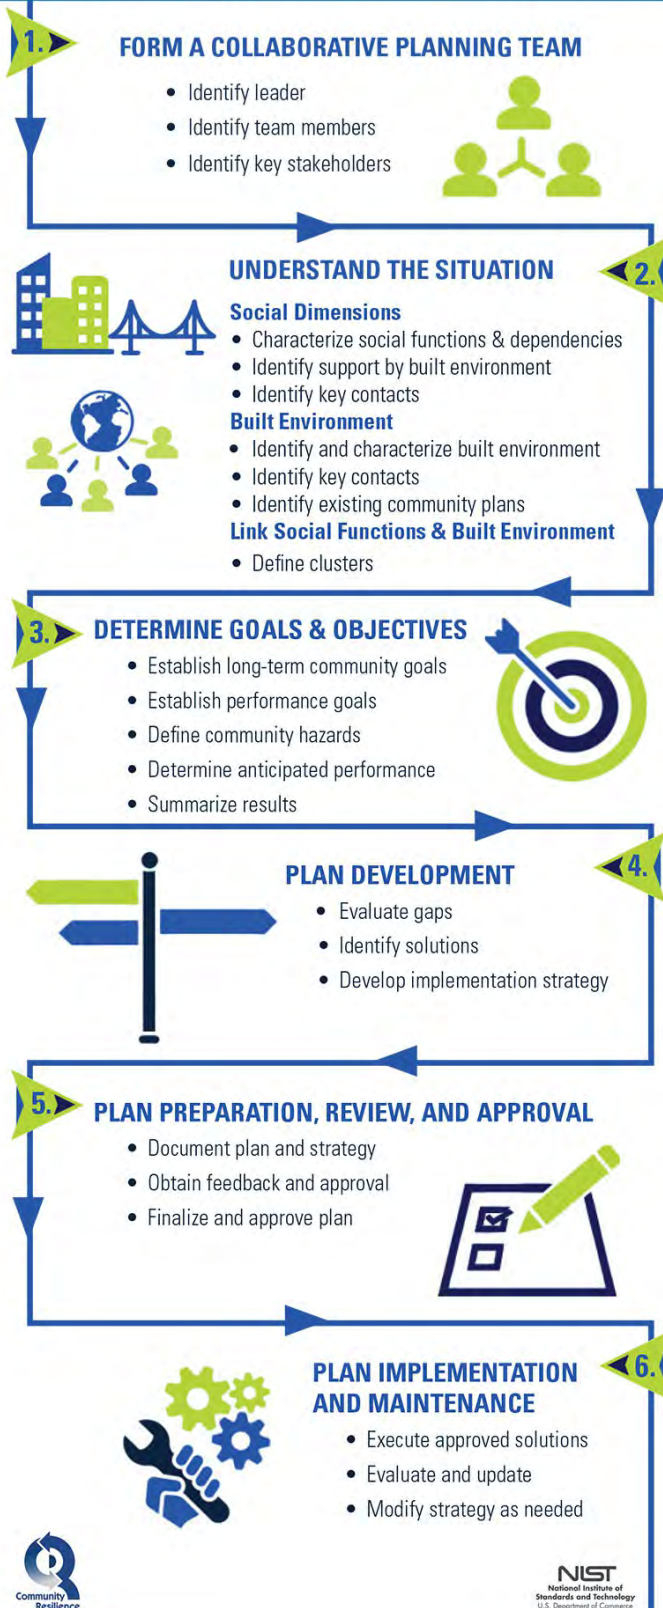 1.
FORM A COLLABORATIVE PLANNING TEAM
• Identify leader
• Identify team members
• Identify key stakeholders
2.
UNDERSTAND THE SITUATION
Social Dimensions
• Characterize social functions & dependencies
• Identify support by built environment
• Identify key contacts
Built Environment
• Identify and characterize built environment
• Identify key contacts
• Identify existing community plans
Link Social Functions & Built Environment
• Define clusters
3.
DETERMINE GOALS & OBJECTIVES
• Establish long-term community goals
• Establish performance goals
• Define community hazards
• Determine anticipated performance
• Summarize results
4.
PLAN DEVELOPMENT
• Evaluate gaps
• Identify solutions
• Develop implementation strategy
5.
PLAN PREPARATION, REVIEW, AND APPROVAL
• Document plan and strategy
• Obtain feedback and approval
• Finalize and approve plan
6.
PLAN IMPLEMENTATION
AND MAINTENANCE
• Execute approved solutions
• Evaluate and update
• Modify strategy as needed
Community
Resilience
NIST
National Institute of
Standards and Technology
U.S. Department of Commerce